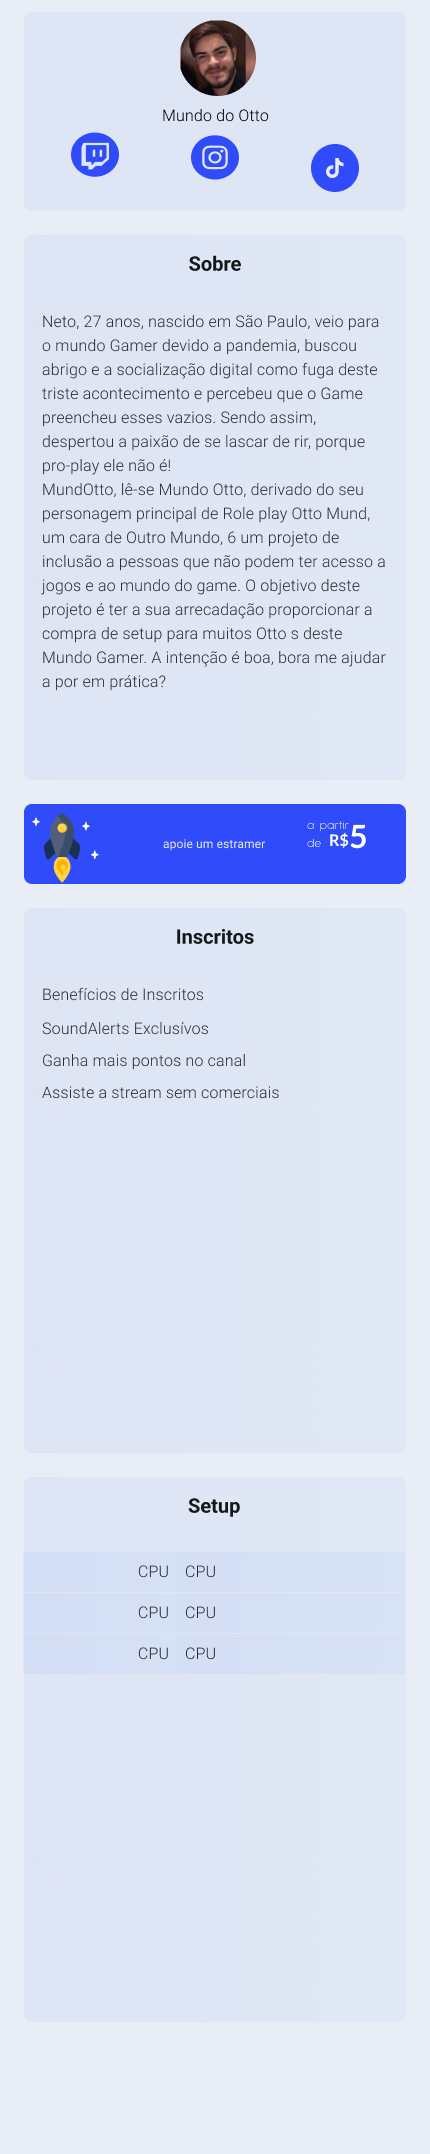 Mundo do Otto
Sobre
Neto, 27 anos, nascido em São Paulo, veio para
o mundo Gamer devido a pandemia, buscou
abrigo e a socialização digital como fuga deste
triste acontecimento e percebeu que o Game
preencheu esses vazios. Sendo assim,
despertou a paixão de se lascar de rir, porque
pro-play ele não é!
MundOtto, lê-se Mundo Otto, derivado do seu
personagem principal de Role play Otto Mund,
um cara de Outro Mundo, 6 um projeto de
inclusão a pessoas que não podem ter acesso a
jogos e ao mundo do game. O objetivo deste
projeto é ter a sua arrecadação proporcionar a
compra de setup para muitos Otto s deste
Mundo Gamer. A intenção é boa, bora me ajudar
a por em prática?
apoie um estramer
a partir
de R$5
Inscritos
Benefícios de Inscritos
SoundAlerts Exclusívos
Ganha mais pontos no canal
Assiste a stream sem comerciais
Setup
CPU CPU
CPU CPU
CPU CPU